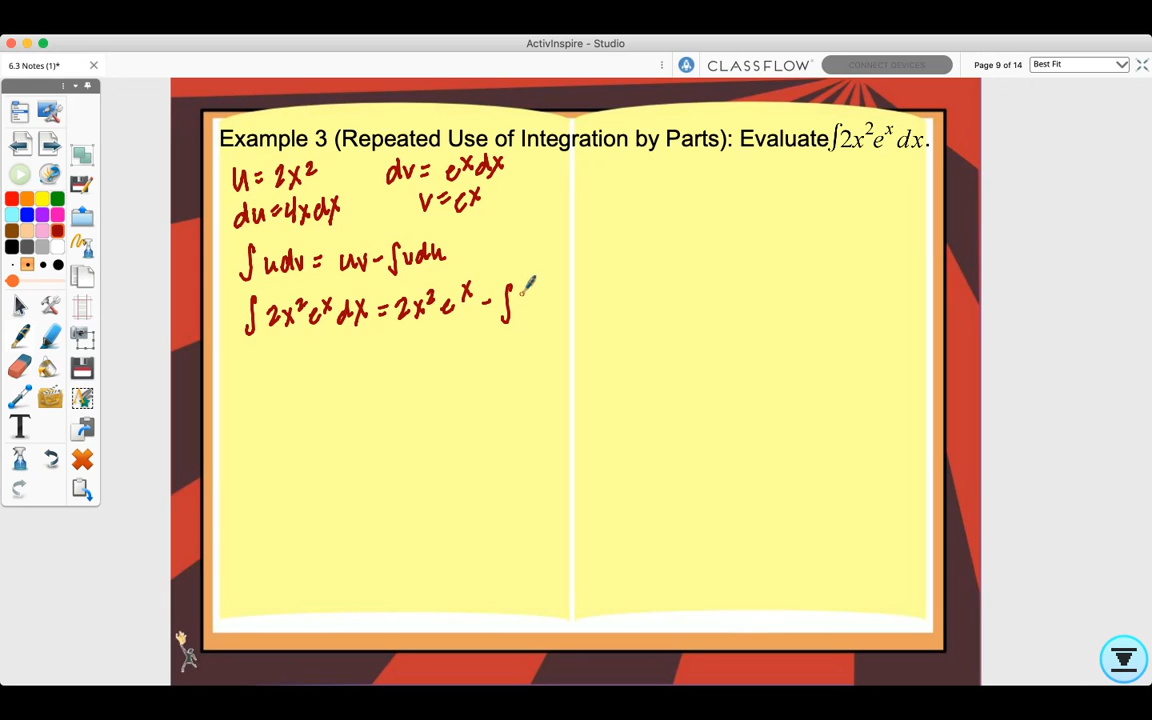 ActivInspire - Studio
6.3 Notes (1)*
CLASSFLOW
CONNECT DEVICES
Page 9 of 14
Best Fit
Example 3 (Repeated Use of Integration by Parts): Evaluate ∫2x²eˣ dx.
u = 2x² dv = eˣdx
du = 4xdx v = eˣ
∫udv = uv - ∫vdu
∫2x²eˣdx = 2x²eˣ - ∫
T